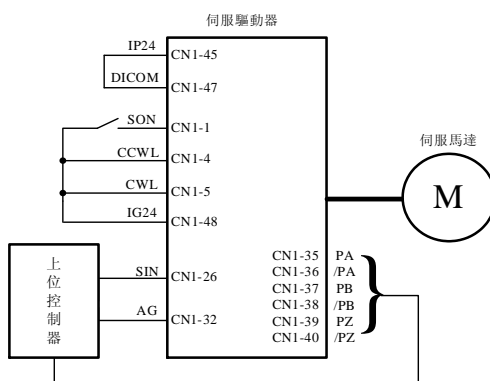 伺服驅動器
IP24 CN1-45
DICOM CN1-47
SON CN1-1
伺服馬達
CCWL CN1-4
CWL CN1-5
M
IG24 CN1-48
上位控制器
CN1-35 PA
SIN CN1-26
CN1-36 /PA
CN1-37 PB
CN1-38 /PB
AG CN1-32
CN1-39 PZ
CN1-40 /PZ